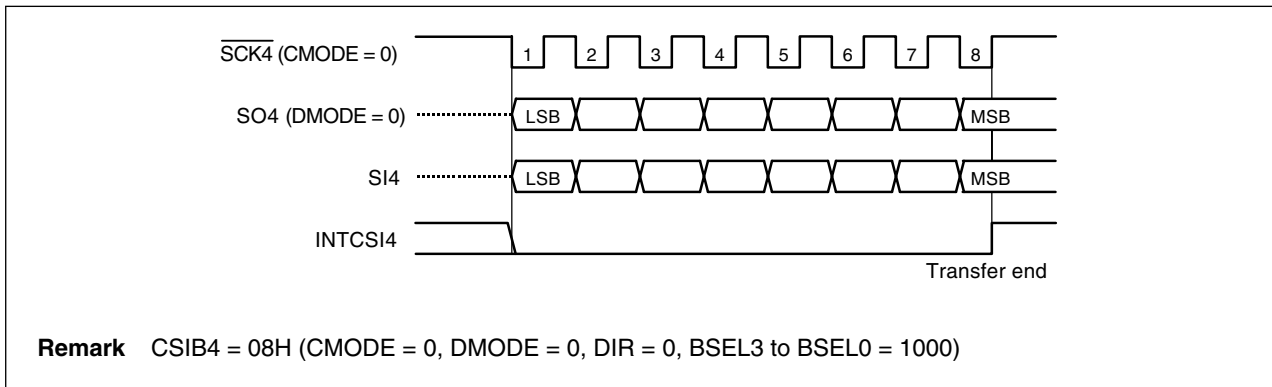 SCK4 (CMODE = 0)
1 2 3 4 5 6 7 8
SO4 (DMODE = 0)
LSB MSB
SI4
LSB MSB
INTCSI4
Transfer end
Remark CSIB4 = 08H (CMODE = 0, DMODE = 0, DIR = 0, BSEL3 to BSEL0 = 1000)